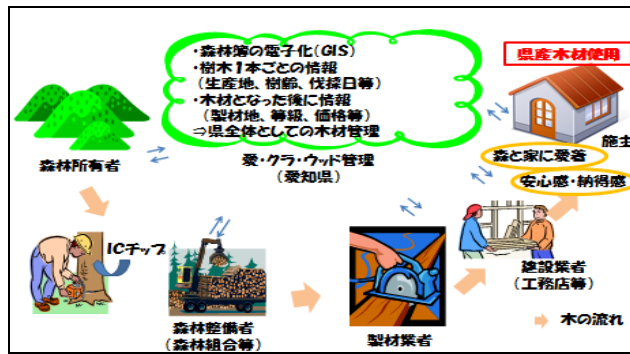 ・森林簿の電子化(GIS)
・樹木1本ごとの情報
(生産地、樹齢、伐採日等)
・木材となった後に情報
(製材地、等級、価格等)
⇒県全体としての木材管理
県産木材使用
森林所有者
愛・クラ・ウッド管理
(愛知県)
施主
森と家に愛着
安心感・納得感
ICチップ
森林整備者
(森林組合等)
製材業者
建設業者
(工務店等)
木の流れ